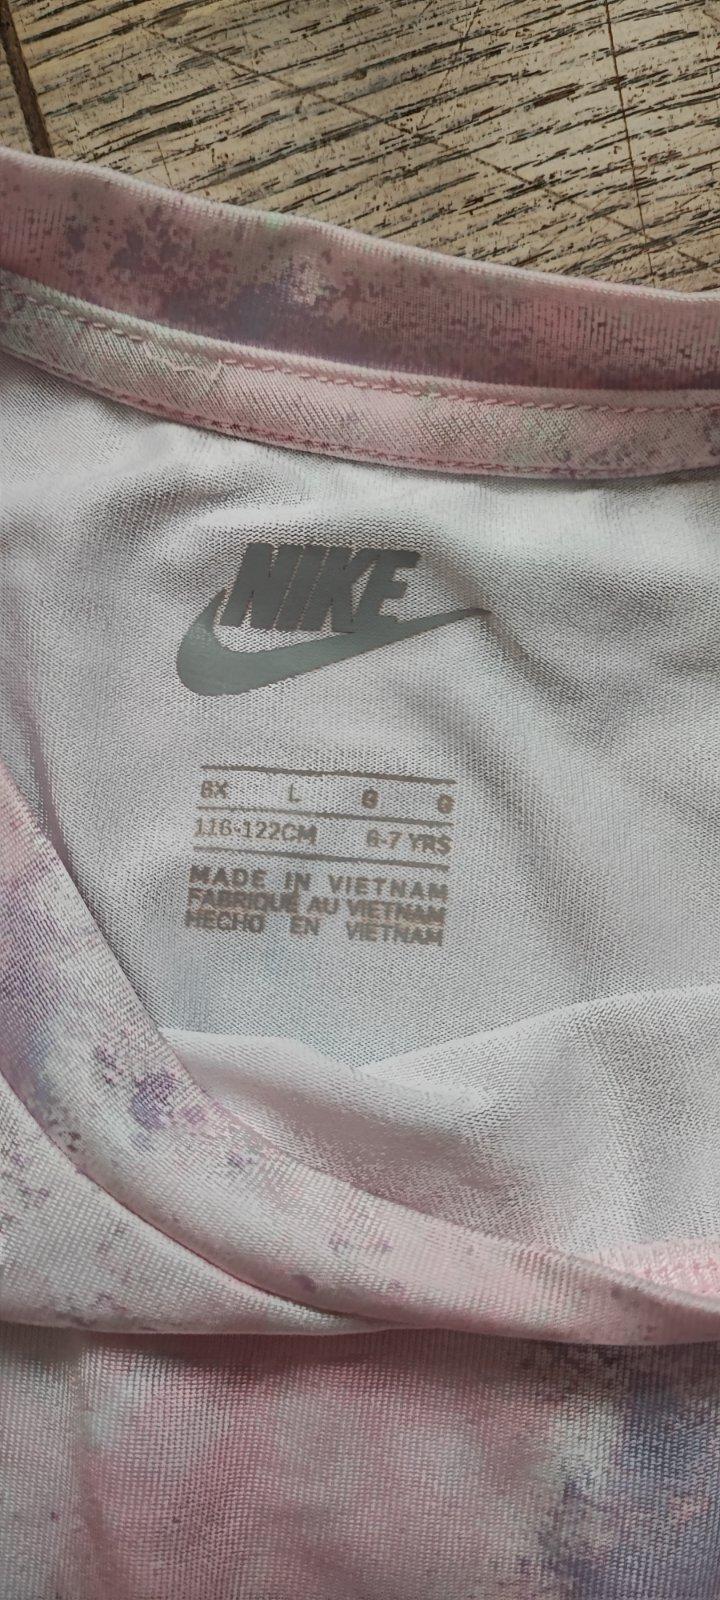 NIKE
6X L G G
116-122CM 6-7 YRS
MADE IN VIETNAM
FABRIQUÉ AU VIETNAM
HECHO EN VIETNAM